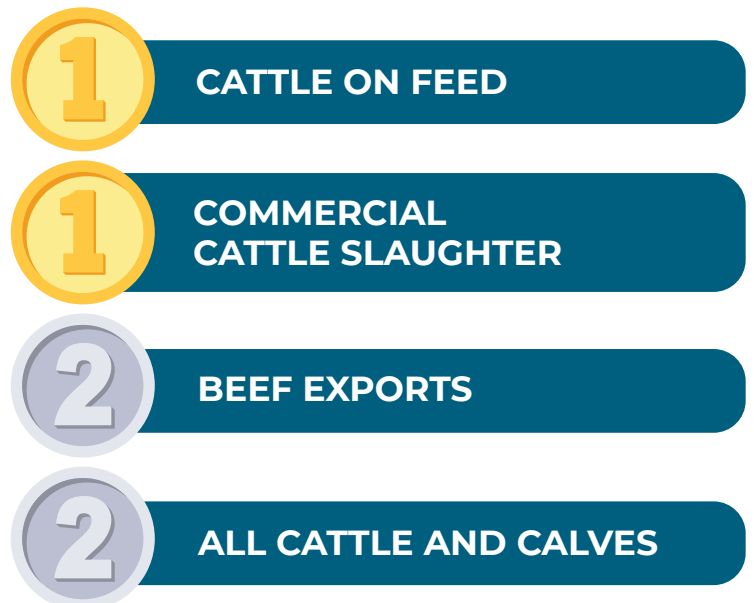 1
CATTLE ON FEED
1
COMMERCIAL
CATTLE SLAUGHTER
2
BEEF EXPORTS
2
ALL CATTLE AND CALVES